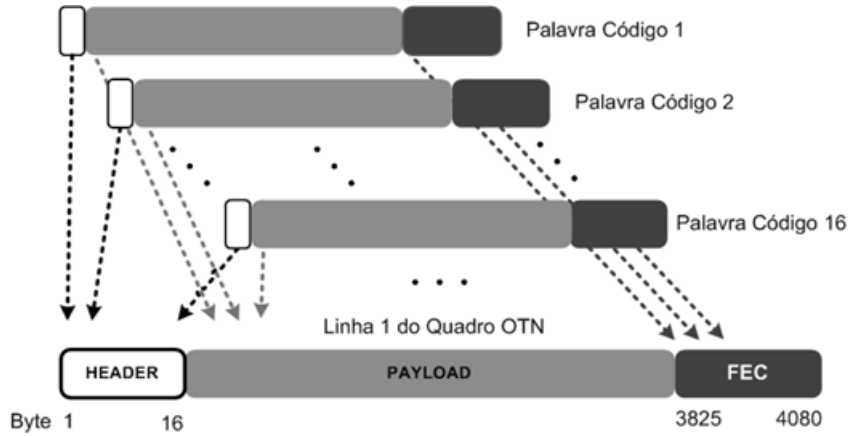 Palavra Código 1
Palavra Código 2
Palavra Código 16
Linha 1 do Quadro OTN
HEADER PAYLOAD FEC
Byte 1 16 3825 4080